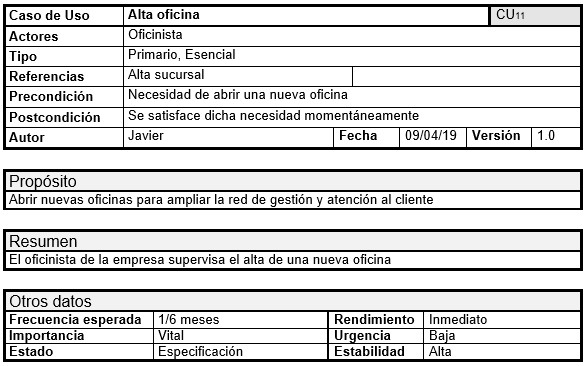 Caso de Uso Alta oficina CU11
Actores Oficinista
Tipo Primario, Esencial
Referencias Alta sucursal
Precondición Necesidad de abrir una nueva oficina
Postcondición Se satisface dicha necesidad momentáneamente
Autor Javier Fecha 09/04/19 Versión 1.0
Propósito
Abrir nuevas oficinas para ampliar la red de gestión y atención al cliente
Resumen
El oficinista de la empresa supervisa el alta de una nueva oficina
Otros datos
Frecuencia esperada 1/6 meses Rendimiento Inmediato
Importancia Vital Urgencia Baja
Estado Especificación Estabilidad Alta